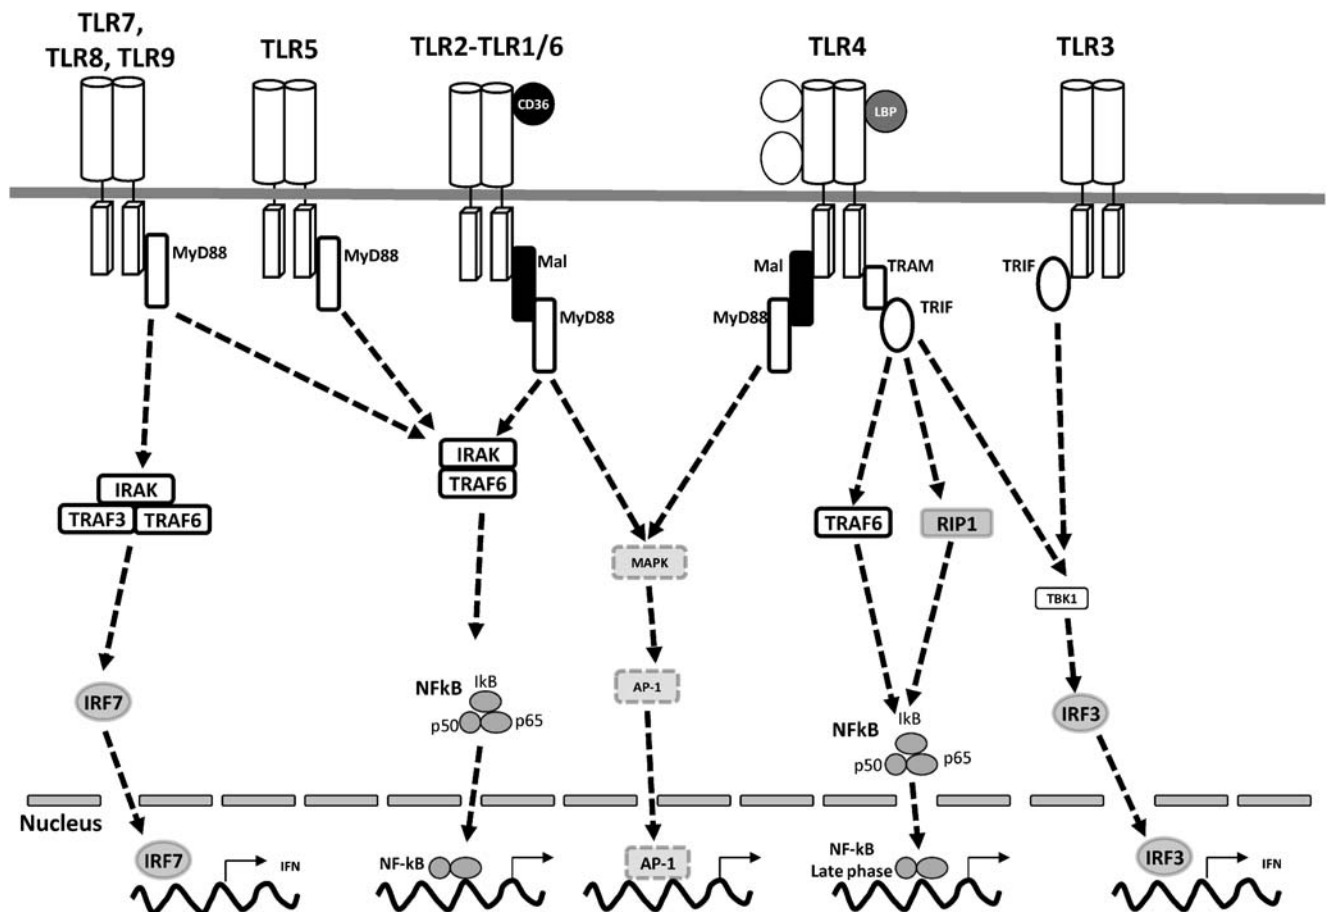 TLR7,
TLR8, TLR9
TLR5
TLR2-TLR1/6
TLR4
TLR3
CD36
LBP
MyD88
MyD88
Mal
MyD88
Mal
MyD88
TRAM
TRIF
TRIF
IRAK
TRAF3
TRAF6
IRAK
TRAF6
MAPK
TRAF6
RIP1
TBK1
IRF7
NFkB
IkB
p50
p65
AP-1
NFkB
IkB
p50
p65
IRF3
Nucleus
IRF7
IFN
NF-kB
AP-1
NF-kB
Late phase
IRF3
IFN